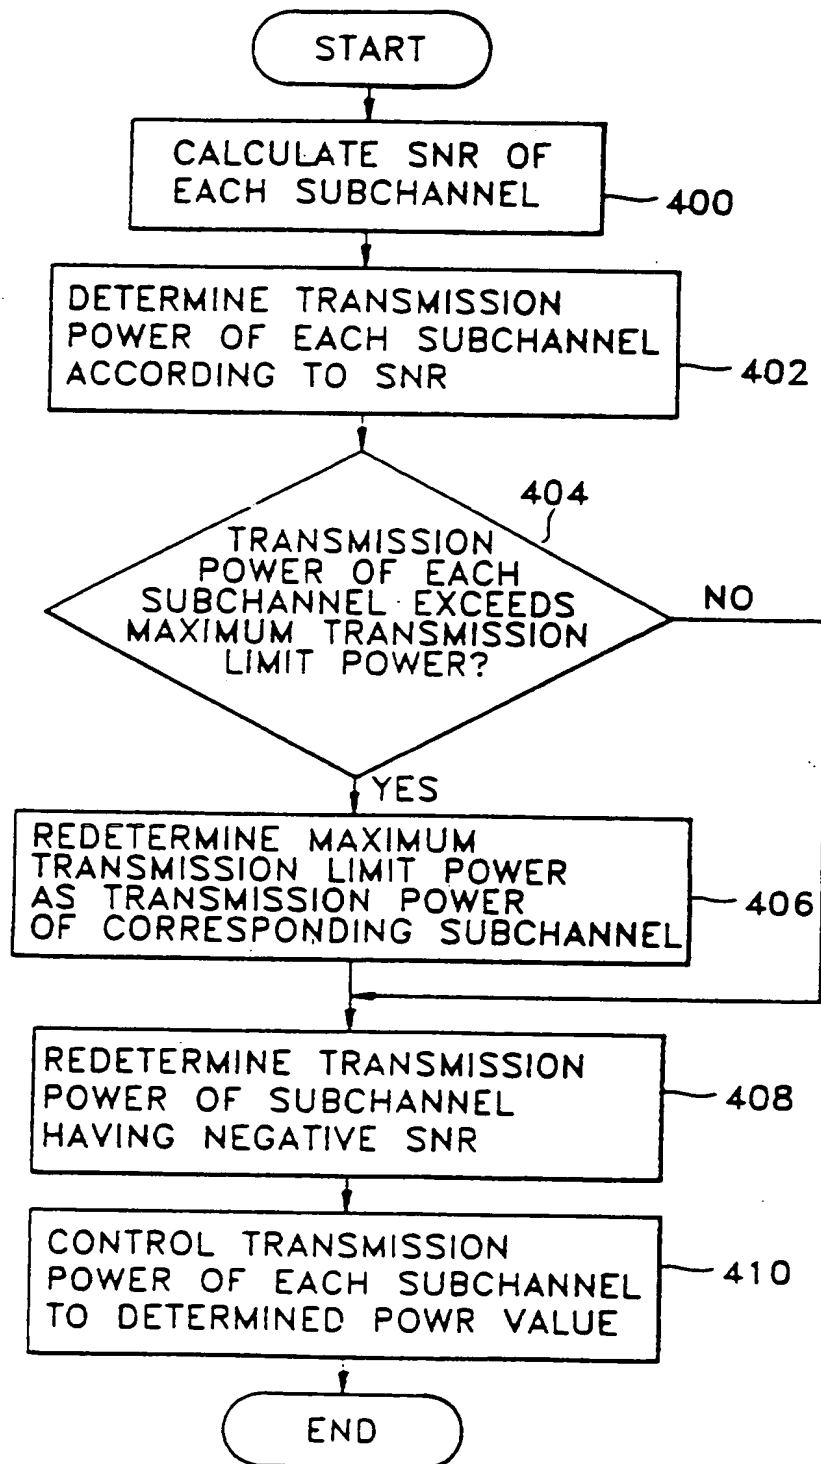 START
CALCULATE SNR OF
EACH SUBCHANNEL
400
DETERMINE TRANSMISSION
POWER OF EACH SUBCHANNEL
ACCORDING TO SNR
402
404
TRANSMISSION
POWER OF EACH
SUBCHANNEL EXCEEDS
MAXIMUM TRANSMISSION
LIMIT POWER?
NO
YES
REDETERMINE MAXIMUM
TRANSMISSION LIMIT POWER
AS TRANSMISSION POWER
OF CORRESPONDING SUBCHANNEL
406
REDETERMINE TRANSMISSION
POWER OF SUBCHANNEL
HAVING NEGATIVE SNR
408
CONTROL TRANSMISSION
POWER OF EACH SUBCHANNEL
TO DETERMINED POWR VALUE
410
END